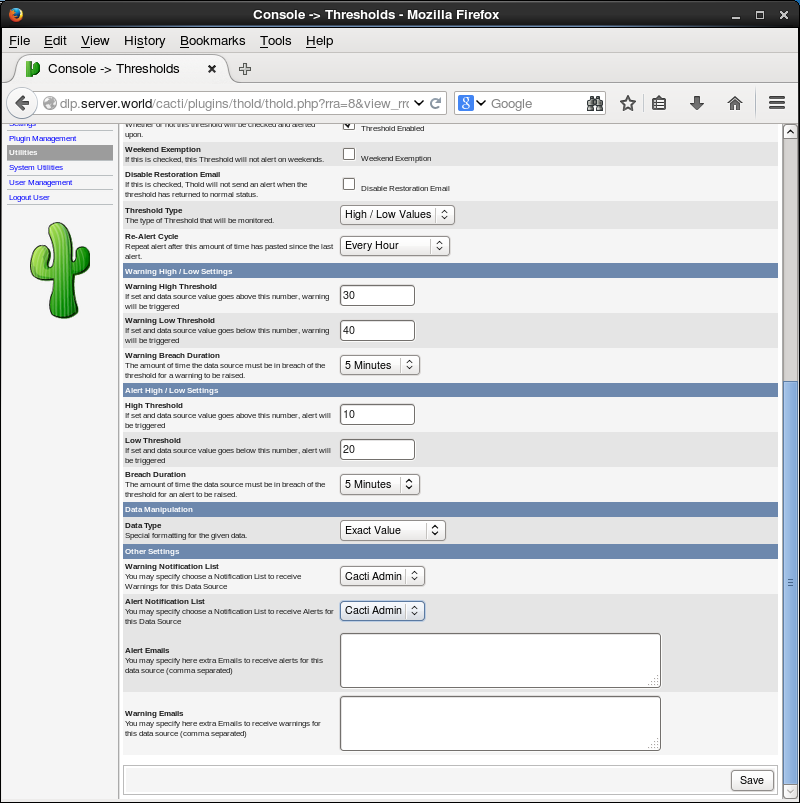 Console -> Thresholds - Mozilla Firefox
File Edit View History Bookmarks Tools Help
Console -> Thresholds
dlp.server.world/cacti/plugins/thold/thold.php?rra=8&view_rrd
Google
Settings
Plugin Management
Utilities
System Utilities
User Management
Logout User
Whether or not this threshold will be checked and alerted
upon.
Threshold Enabled
Weekend Exemption
If this is checked, this Threshold will not alert on weekends.
Weekend Exemption
Disable Restoration Email
If this is checked, Thold will not send an alert when the
threshold has returned to normal status.
Disable Restoration Email
Threshold Type
The type of Threshold that will be monitored.
High / Low Values
Re-Alert Cycle
Repeat alert after this amount of time has pasted since the last
alert.
Every Hour
Warning High / Low Settings
Warning High Threshold
If set and data source value goes above this number, warning
will be triggered
30
Warning Low Threshold
If set and data source value goes below this number, warning
will be triggered
40
Warning Breach Duration
The amount of time the data source must be in breach of the
threshold for a warning to be raised.
5 Minutes
Alert High / Low Settings
High Threshold
If set and data source value goes above this number, alert will
be triggered
10
Low Threshold
If set and data source value goes below this number, alert will
be triggered
20
Breach Duration
The amount of time the data source must be in breach of the
threshold for an alert to be raised.
5 Minutes
Data Manipulation
Data Type
Special formatting for the given data.
Exact Value
Other Settings
Warning Notification List
You may specify choose a Notification List to receive
Warnings for this Data Source
Cacti Admin
Alert Notification List
You may specify choose a Notification List to receive Alerts for
this Data Source
Cacti Admin
Alert Emails
You may specify here extra Emails to receive alerts for this
data source (comma separated)
Warning Emails
You may specify here extra Emails to receive warnings for
this data source (comma separated)
Save